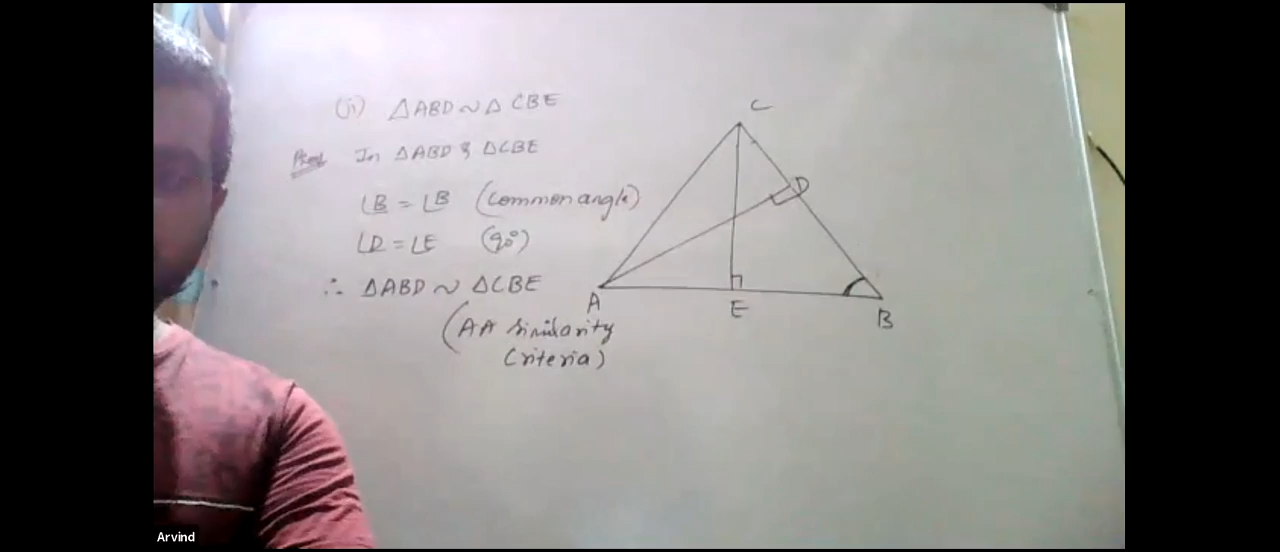 (ii) △ABD ~ △ CBE
Proof In △ABD & △CBE
∠B = ∠B (Common angle)
∠D = ∠E (90°)
∴ △ABD ~ △CBE
(AA Similarity
Criteria)
C
D
A
E
B
Arvind